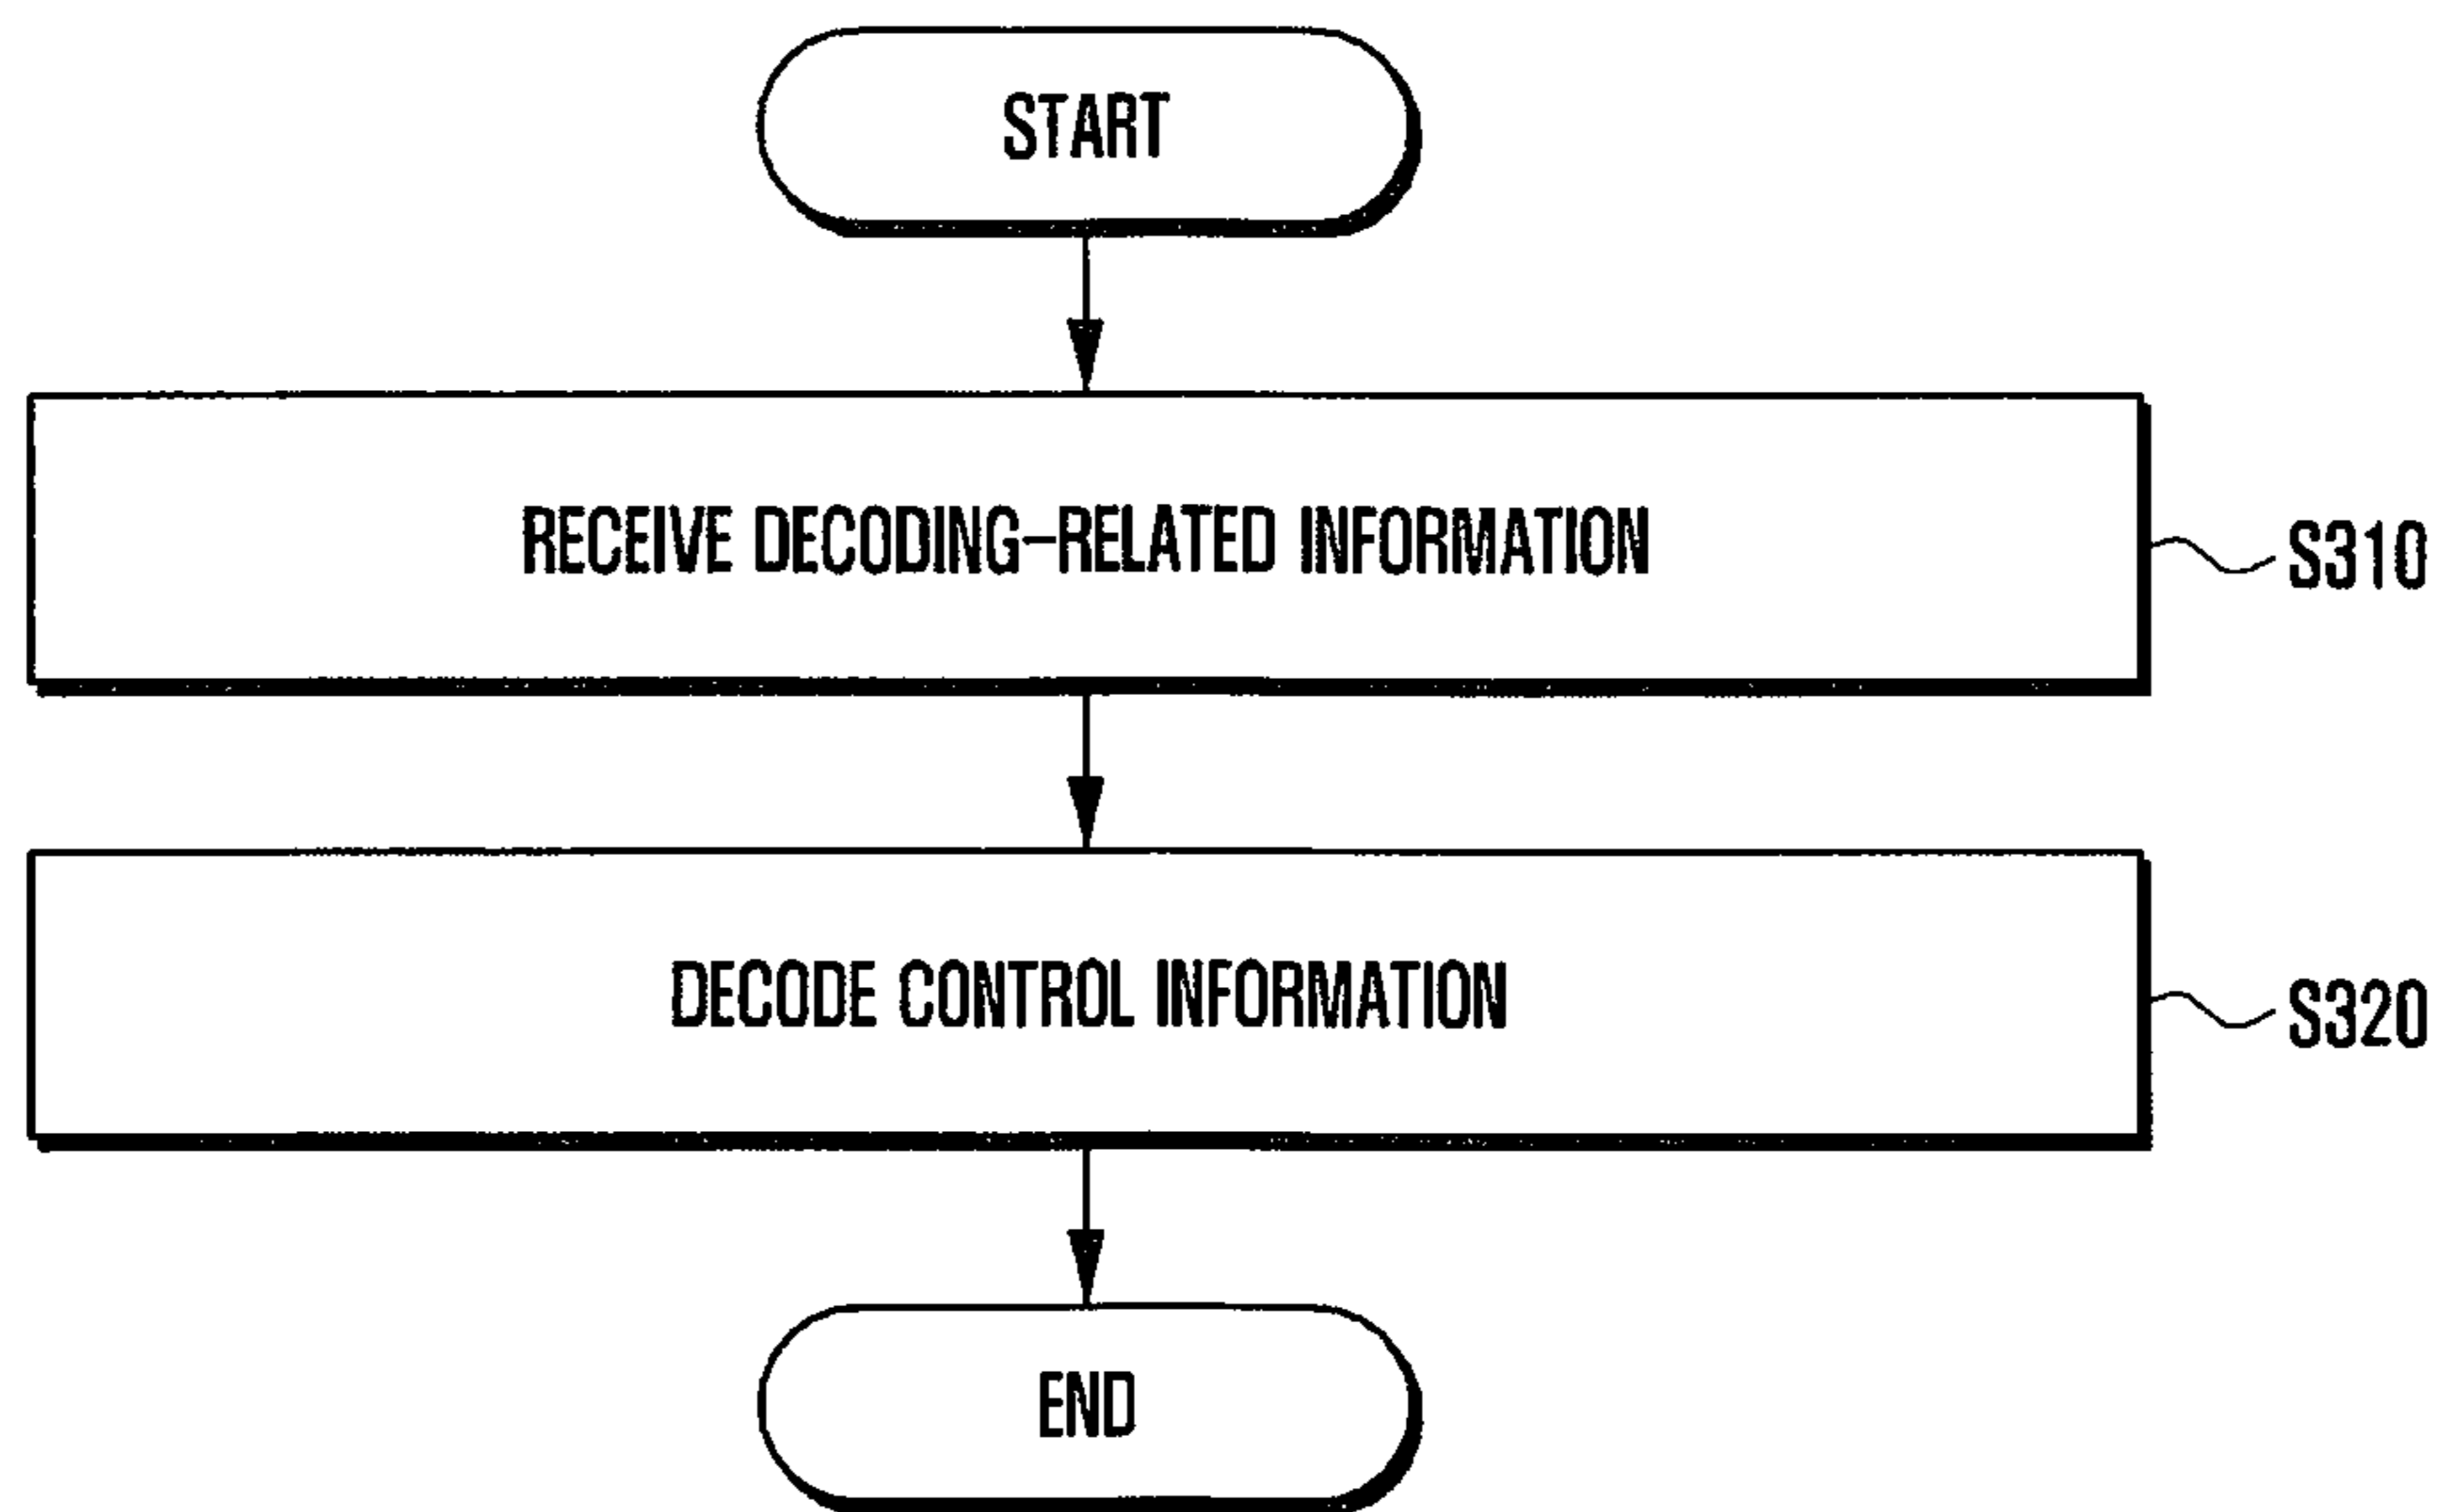 START
RECEIVE DECODING-RELATED INFORMATION
S310
DECODE CONTROL INFORMATION
S320
END